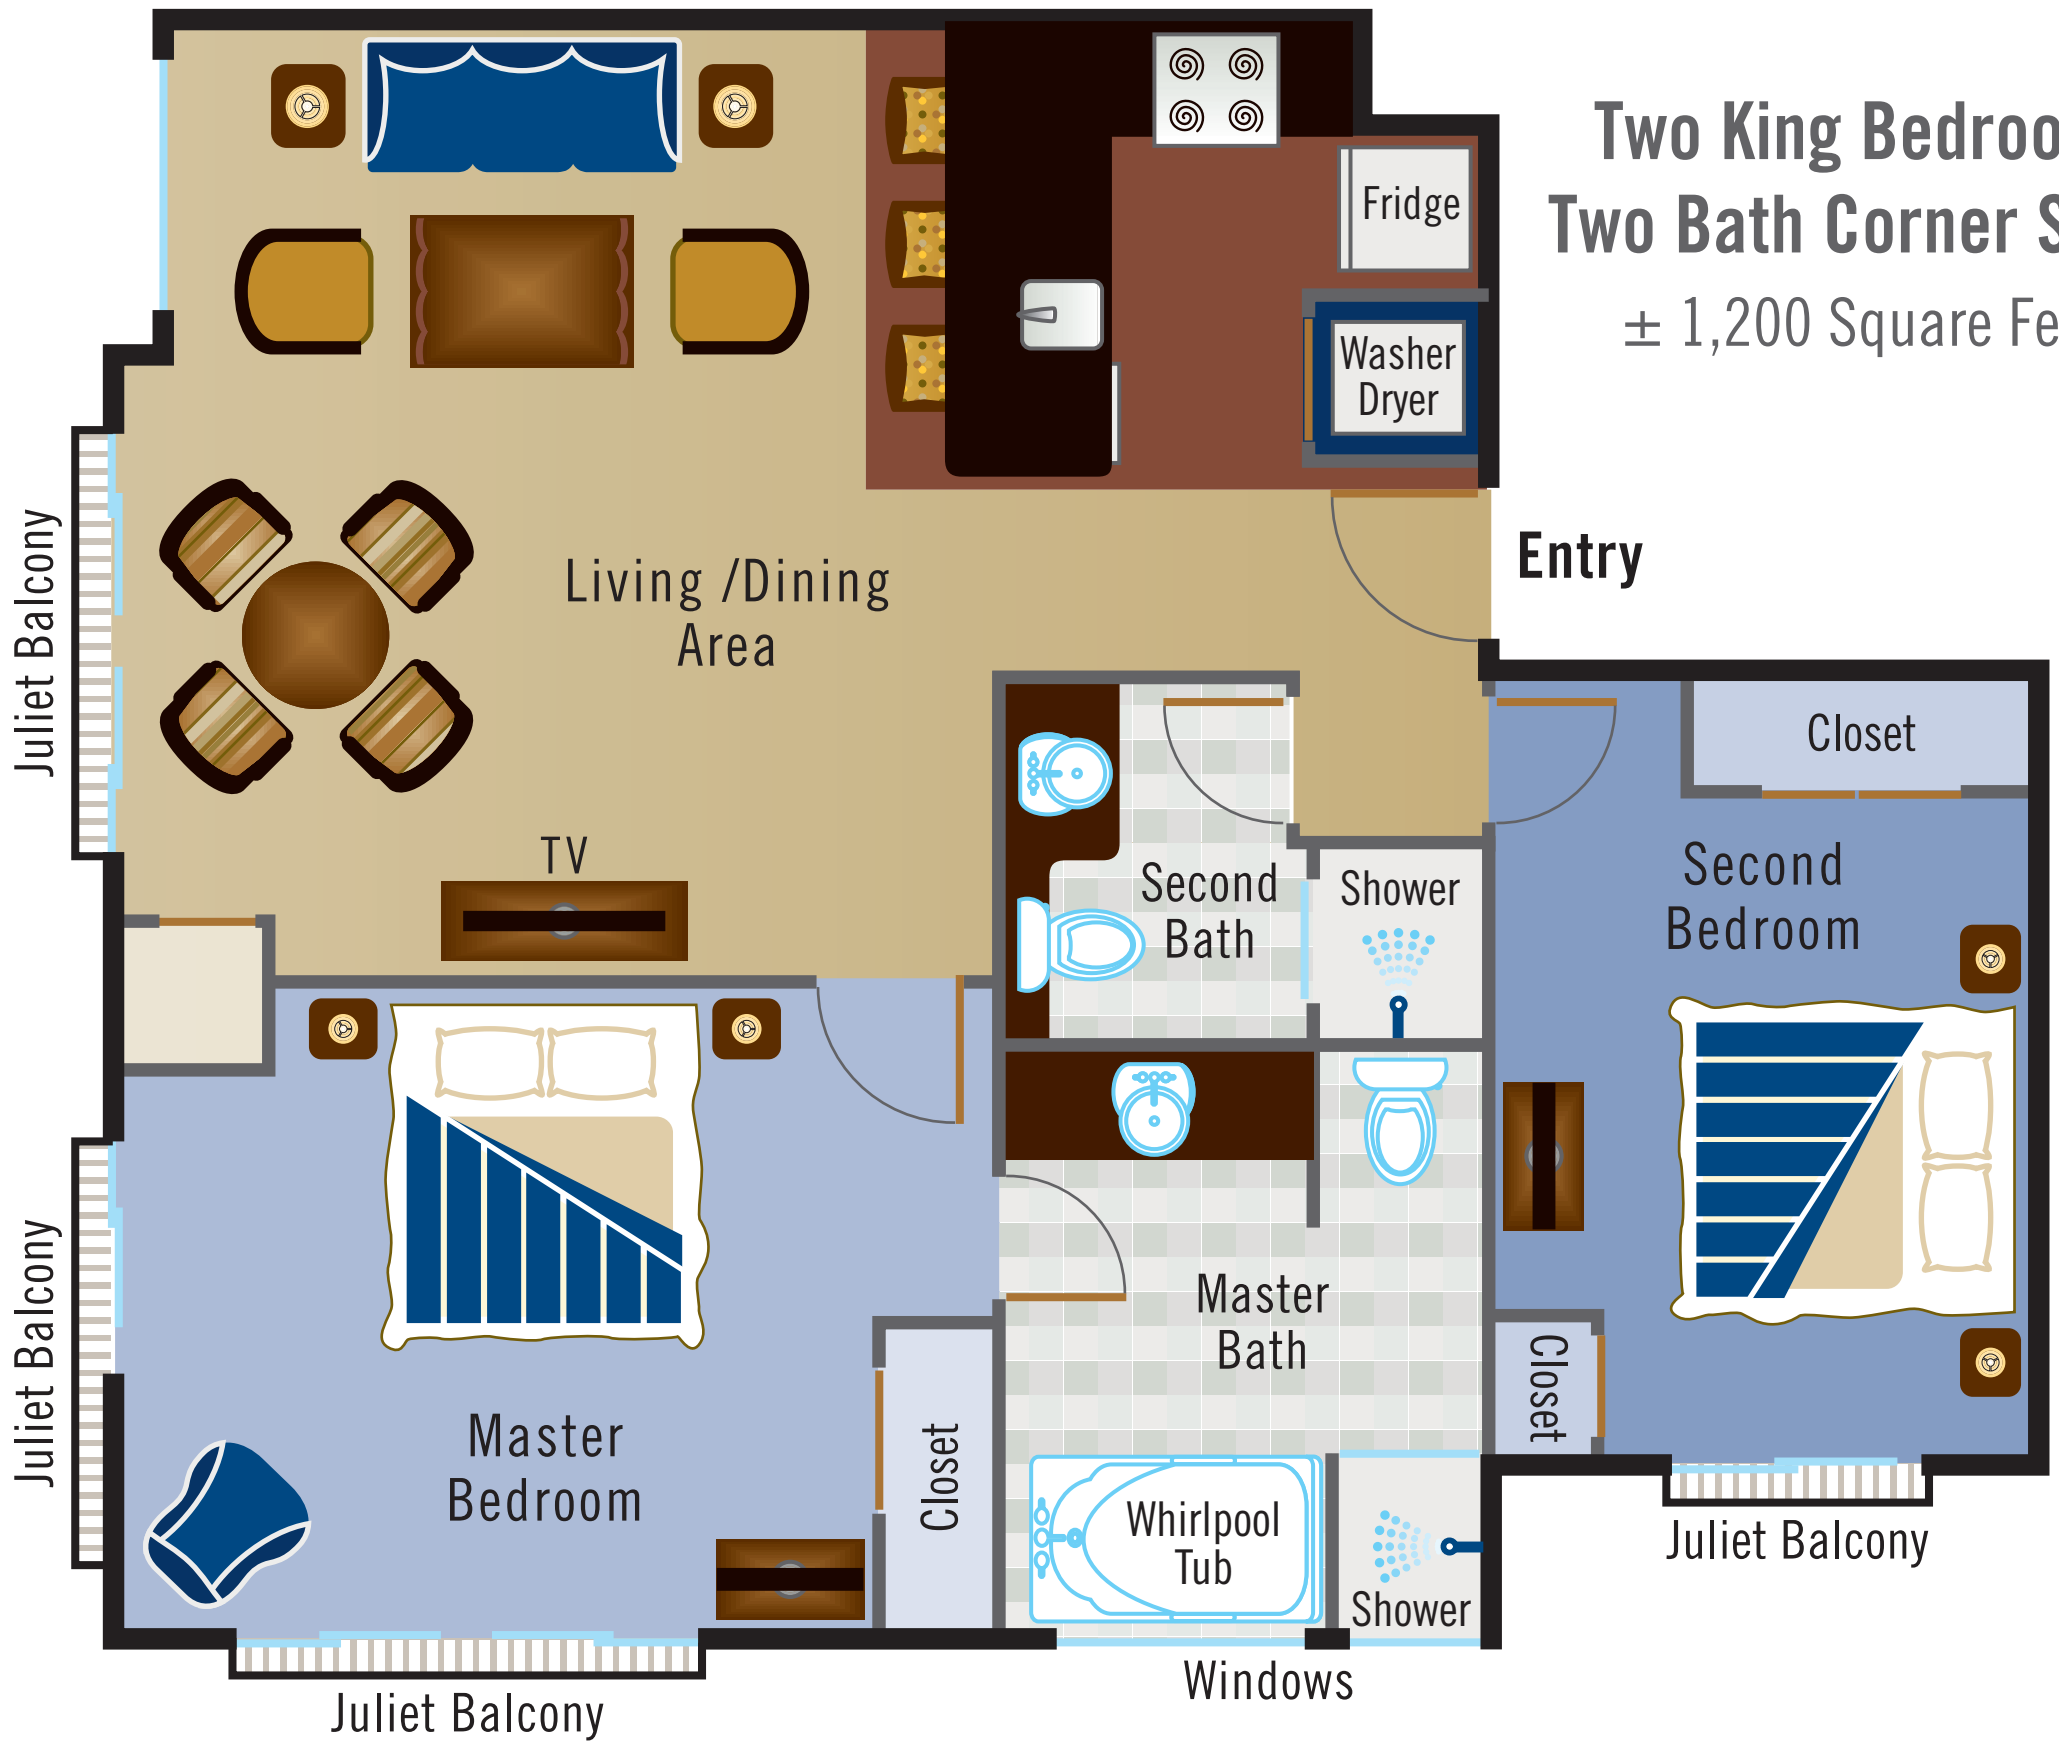 Two King Bedroo
Two Bath Corner S
± 1,200 Square Fe
Fridge
Washer
Dryer
Entry
Juliet Balcony
Living /Dining
Area
Closet
TV
Second
Bath
Shower
Second
Bedroom
Juliet Balcony
Master
Bedroom
Closet
Master
Bath
Closet
Whirlpool
Tub
Shower
Juliet Balcony
Windows
Juliet Balcony